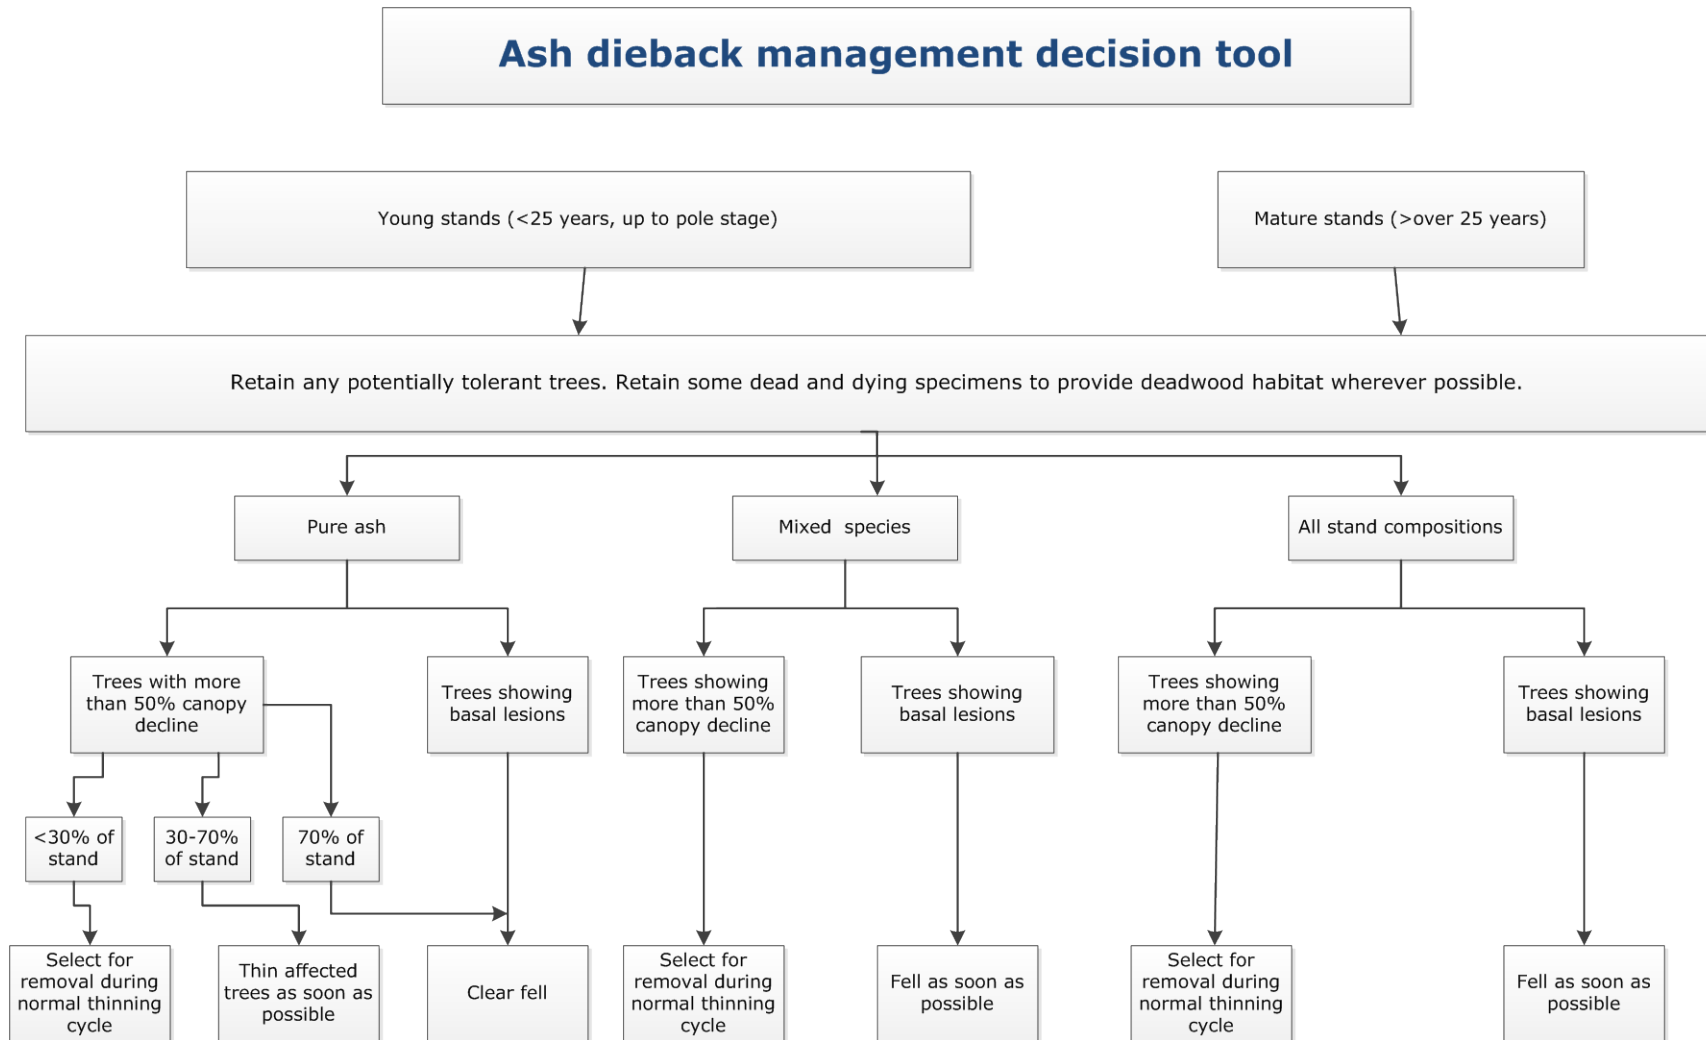 Ash dieback management decision tool
Young stands (<25 years, up to pole stage)
Mature stands (>over 25 years)
Retain any potentially tolerant trees. Retain some dead and dying specimens to provide deadwood habitat wherever possible.
Pure ash
Mixed  species
All stand compositions
Trees with more
than 50% canopy
decline
Trees showing
basal lesions
Trees showing
more than 50%
canopy decline
Trees showing
basal lesions
Trees showing
more than 50%
canopy decline
Trees showing
basal lesions
<30% of
stand
30-70%
of stand
70% of
stand
Select for
removal during
normal thinning
cycle
Thin affected
trees as soon as
possible
Clear fell
Select for
removal during
normal thinning
cycle
Fell as soon as
possible
Select for
removal during
normal thinning
cycle
Fell as soon as
possible